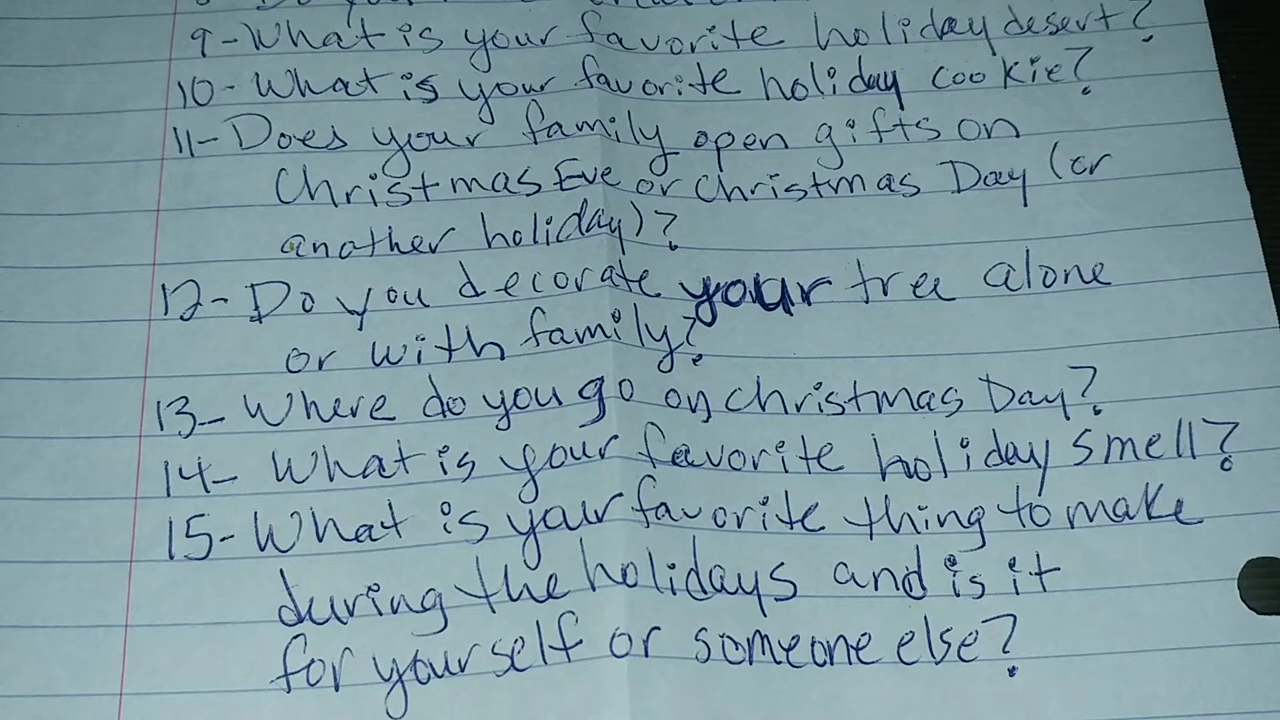 9-What is your favorite holiday desert?
10-What is your favorite holiday cookie?
11-Does your family open gifts on
Christmas Eve or Christmas Day (or
another holiday)?
12-Do you decorate your tree alone
or with family?
13-Where do you go on Christmas Day?
14-What is your favorite holiday smell?
15-What is your favorite thing to make
during the holidays and is it
for yourself or someone else?